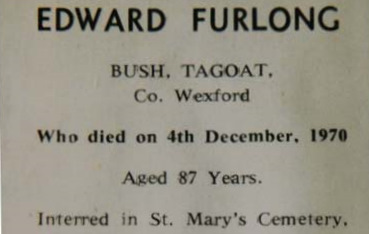 EDWARD FURLONG
BUSH, TAGOAT,
Co. Wexford
Who died on 4th December, 1970
Aged 87 Years.
Interred in St. Mary's Cemetery,